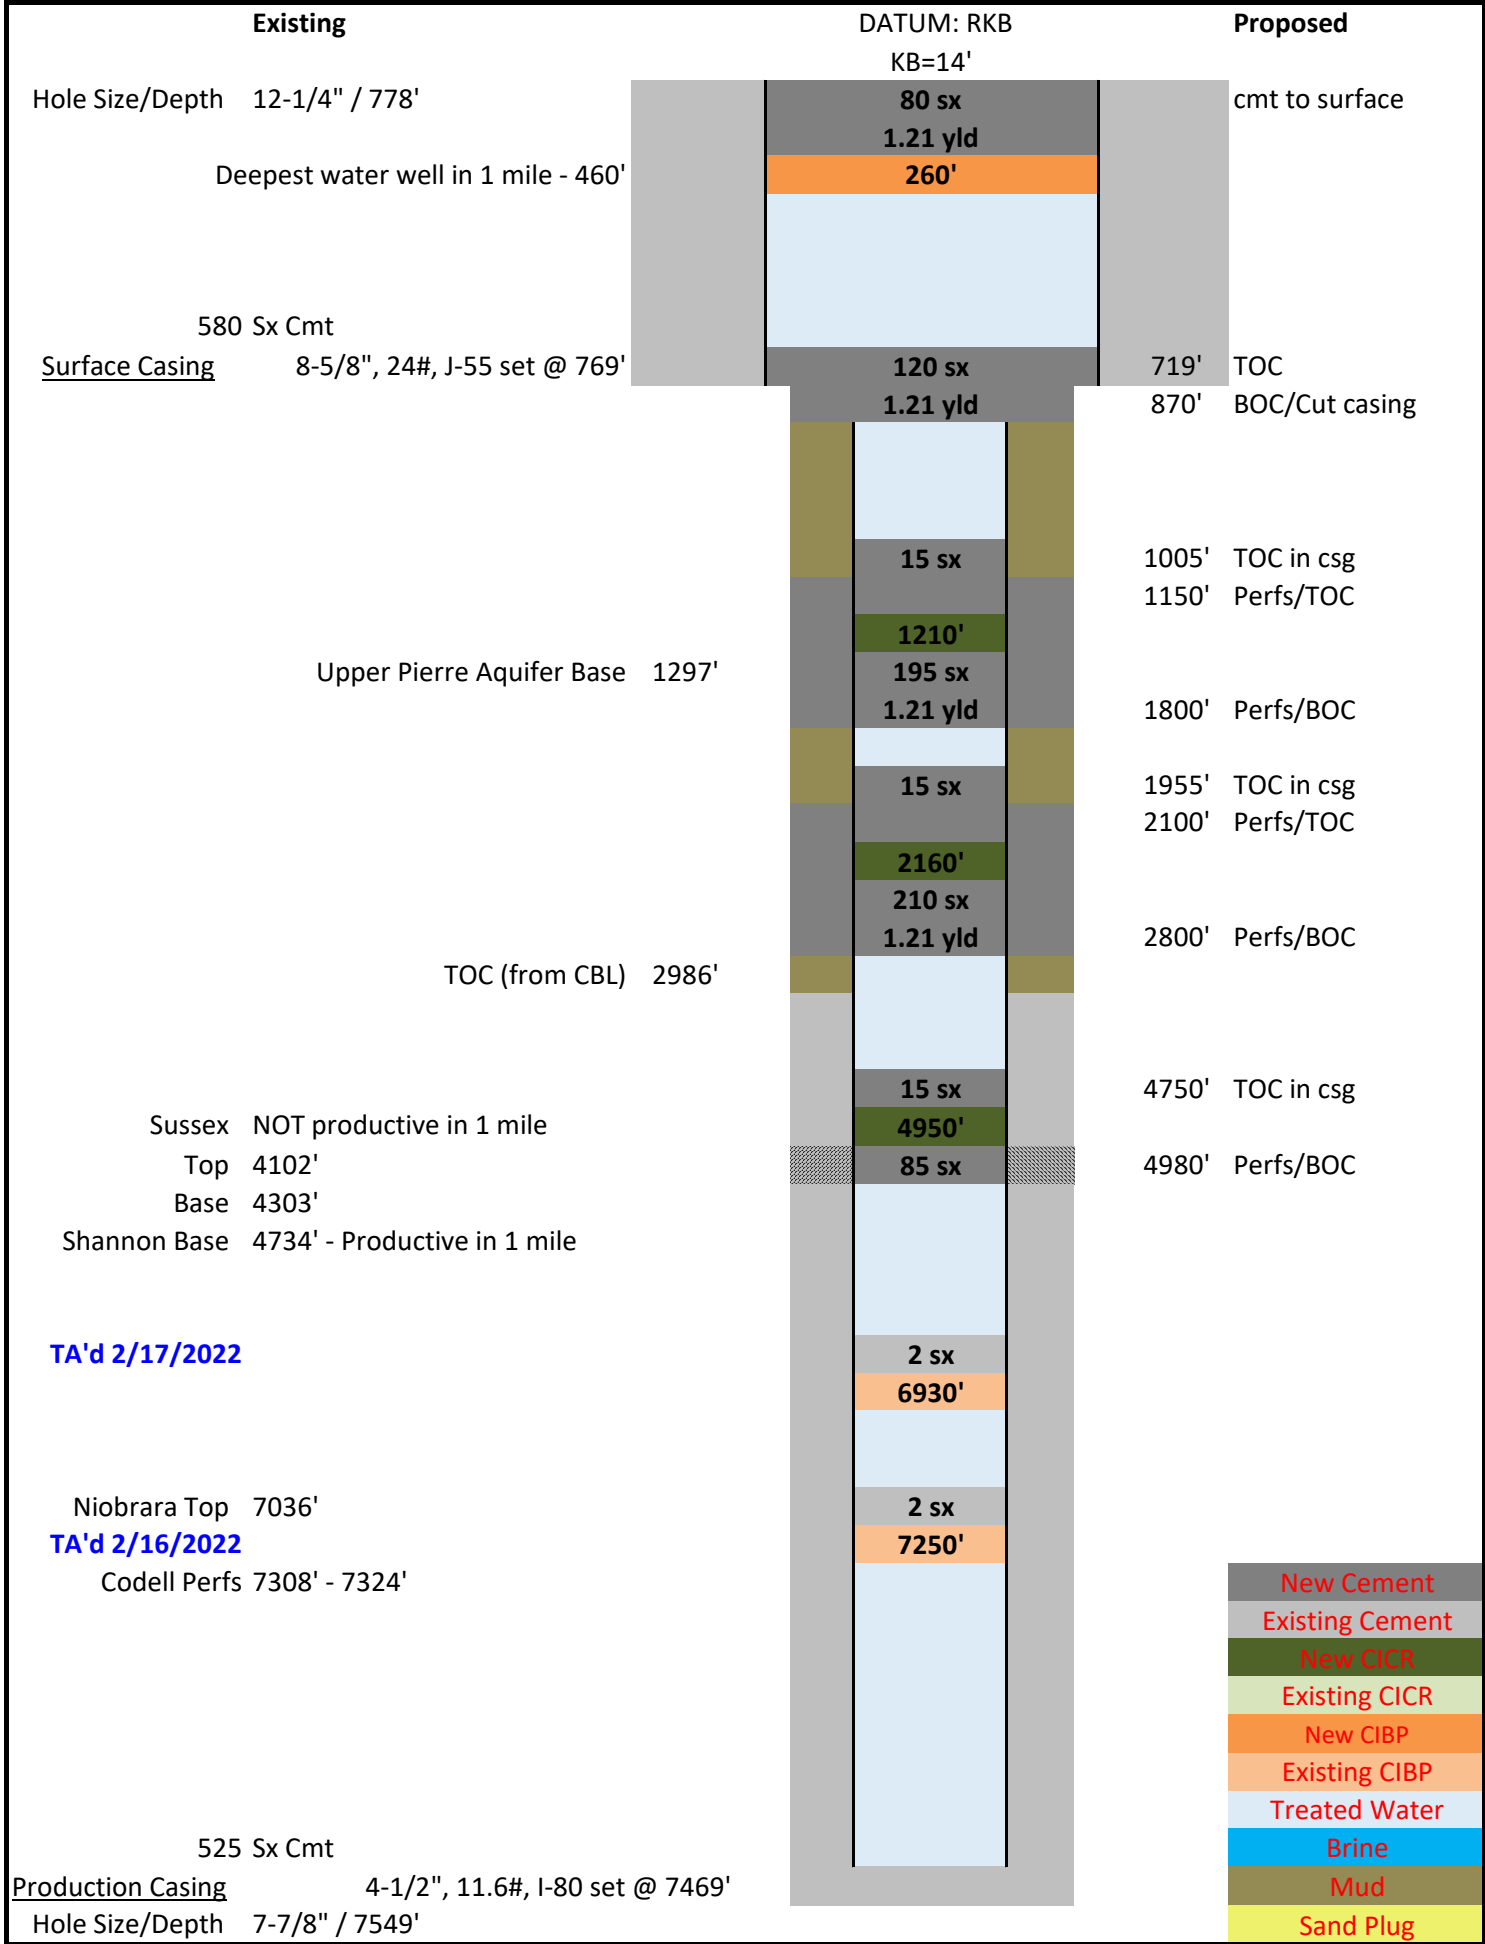 Existing DATUM: RKB Proposed
KB=14'
Hole Size/Depth 12-1/4" / 778' 80 sx cmt to surface
1.21 yld
Deepest water well in 1 mile - 460' 260'
580 Sx Cmt
Surface Casing 8-5/8", 24#, J-55 set @ 769' 120 sx 719' TOC
1.21 yld 870' BOC/Cut casing
15 sx 1005' TOC in csg
1150' Perfs/TOC
1210'
Upper Pierre Aquifer Base 1297' 195 sx
1.21 yld 1800' Perfs/BOC
15 sx 1955' TOC in csg
2100' Perfs/TOC
2160'
210 sx
1.21 yld 2800' Perfs/BOC
TOC (from CBL) 2986'
15 sx 4750' TOC in csg
Sussex NOT productive in 1 mile 4950'
Top 4102' 85 sx 4980' Perfs/BOC
Base 4303'
Shannon Base 4734' - Productive in 1 mile
TA'd 2/17/2022 2 sx
6930'
Niobrara Top 7036' 2 sx
TA'd 2/16/2022 7250'
Codell Perfs 7308' - 7324' New Cement
Existing Cement
New CICR
Existing CICR
New CIBP
Existing CIBP
Treated Water
525 Sx Cmt Brine
Production Casing 4-1/2", 11.6#, I-80 set @ 7469' Mud
Hole Size/Depth 7-7/8" / 7549' Sand Plug